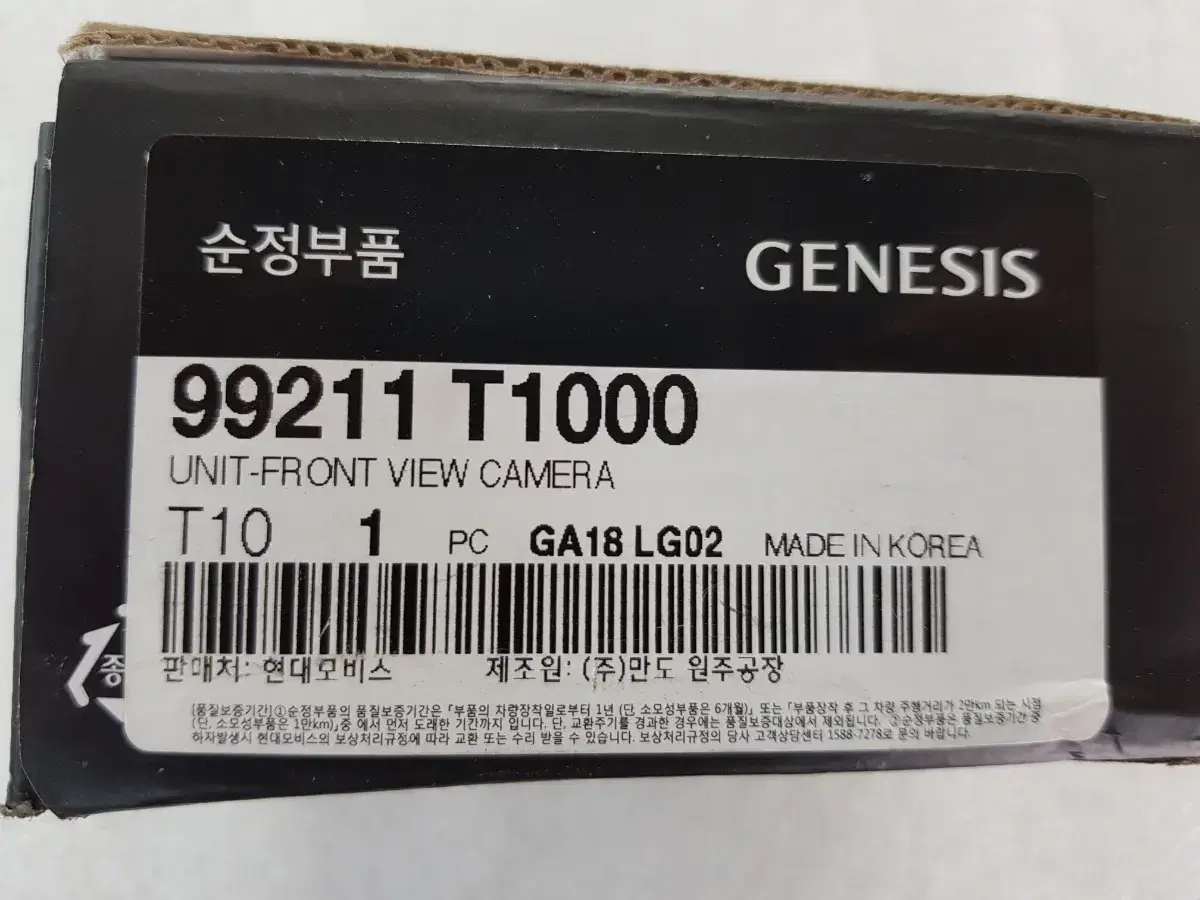 순정부품 GENESIS
99211 T1000
UNIT-FRONT VIEW CAMERA
T10 1 PC GA18 LG02 MADE IN KOREA
종
판매처: 현대모비스 제조원: (주)만도 원주공장
[품질보증기간]①순정부품의 품질보증기간은 「부품의 차량장착일로부터 1년 (단 소모성부품은 6개월)」 또는 「부품장착 후 그 차량 주행거리가 2만km 되는 시점
(단, 소모성부품은 1만km)」중 에서 먼저 도래한 기간까지 입니다. 단, 교환주기를 경과한 경우에는 품질보증대상에서 제외됩니다. ②순정부품은 품질보증기간 중
하자발생시 현대모비스의 보상처리규정에 따라 교환 또는 수리 받을 수 있습니다. 보상처리규정의 당사 고객상담센터 1588-7278로 문의 바랍니다.